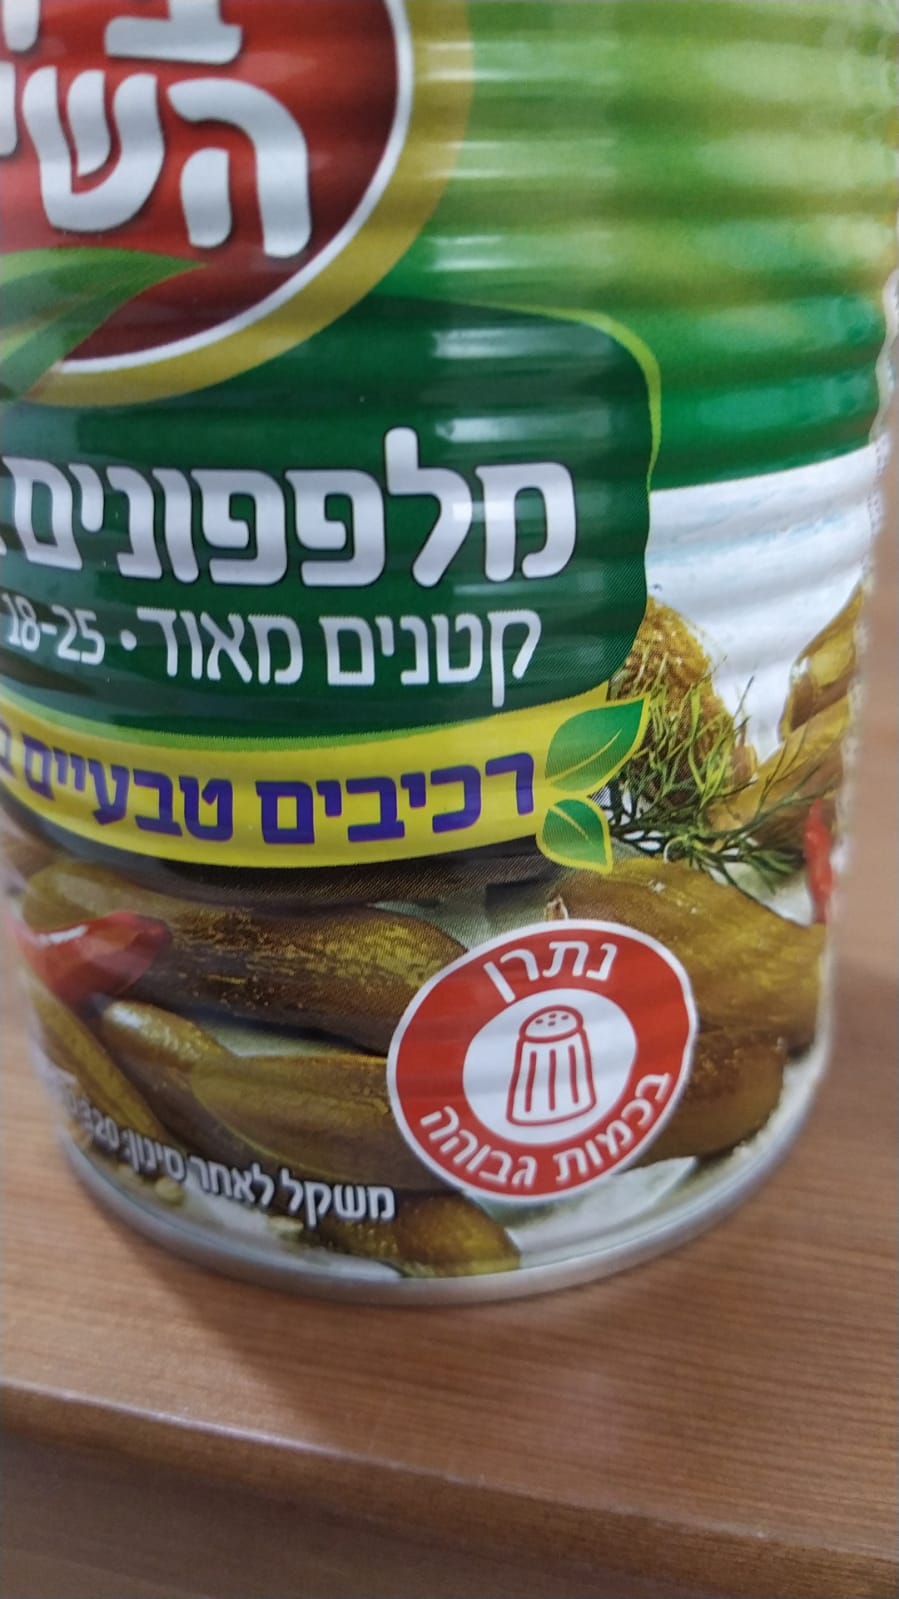 מלפפונים
קטנים מאוד • 18-25
רכיבים טבעיים
נתרן
בכמות גבוהה
משקל לאחר סינון: